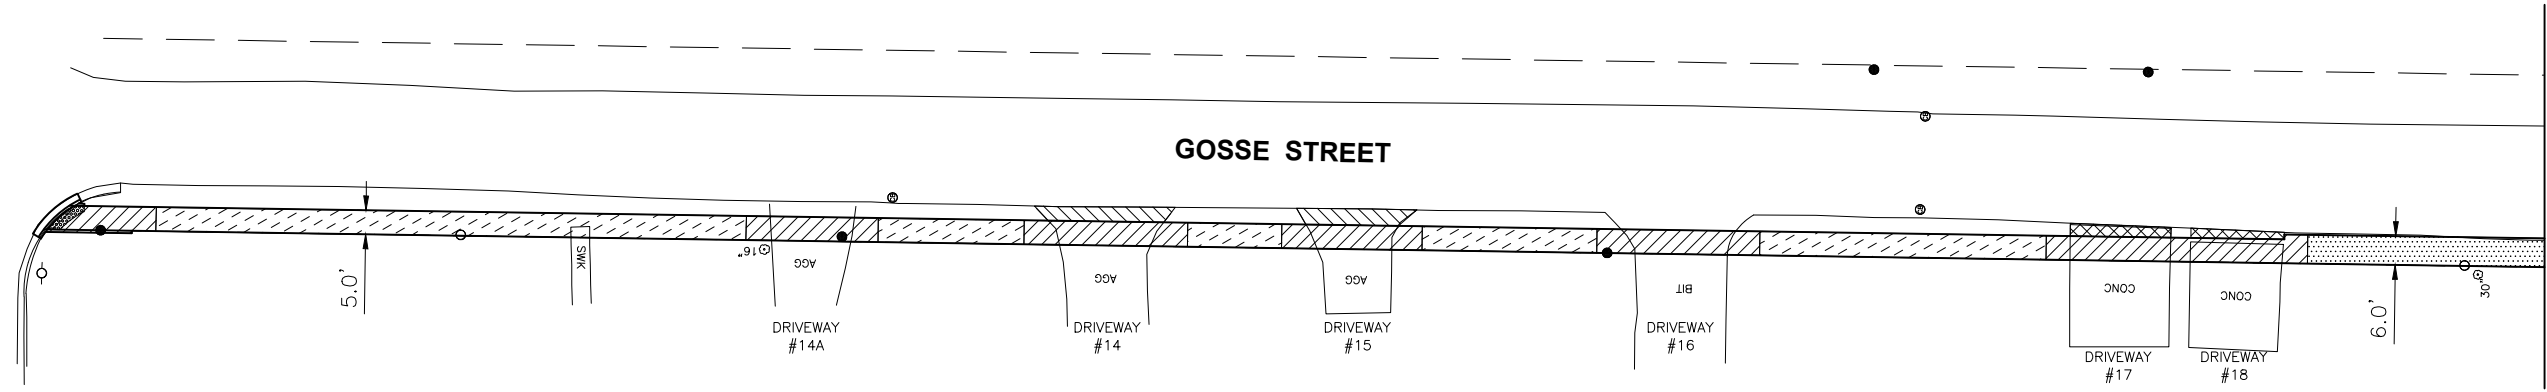 GOSSE STREET
5.0'
SWK
16"
AGG
DRIVEWAY
#14A
AGG
DRIVEWAY
#14
AGG
DRIVEWAY
#15
BIT
DRIVEWAY
#16
CONC
DRIVEWAY
#17
CONC
DRIVEWAY
#18
6.0'
30"